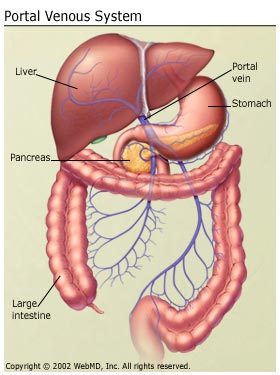 Portal Venous System
Liver
Portal
vein
Stomach
Pancreas
Large
intestine
Copyright © 2002 WebMD, Inc. All rights reserved.